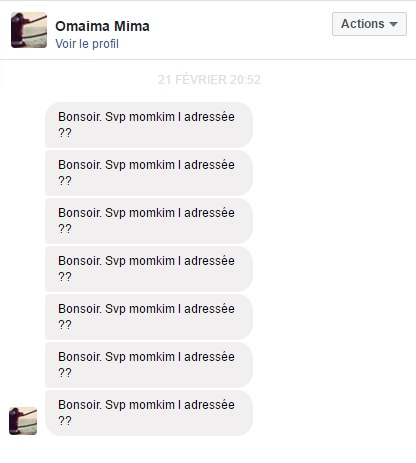 Omaima Mima
Voir le profil
Actions
21 FÉVRIER 20:52
Bonsoir. Svp momkim l adressée
??
Bonsoir. Svp momkim l adressée
??
Bonsoir. Svp momkim l adressée
??
Bonsoir. Svp momkim l adressée
??
Bonsoir. Svp momkim l adressée
??
Bonsoir. Svp momkim l adressée
??
Bonsoir. Svp momkim l adressée
??